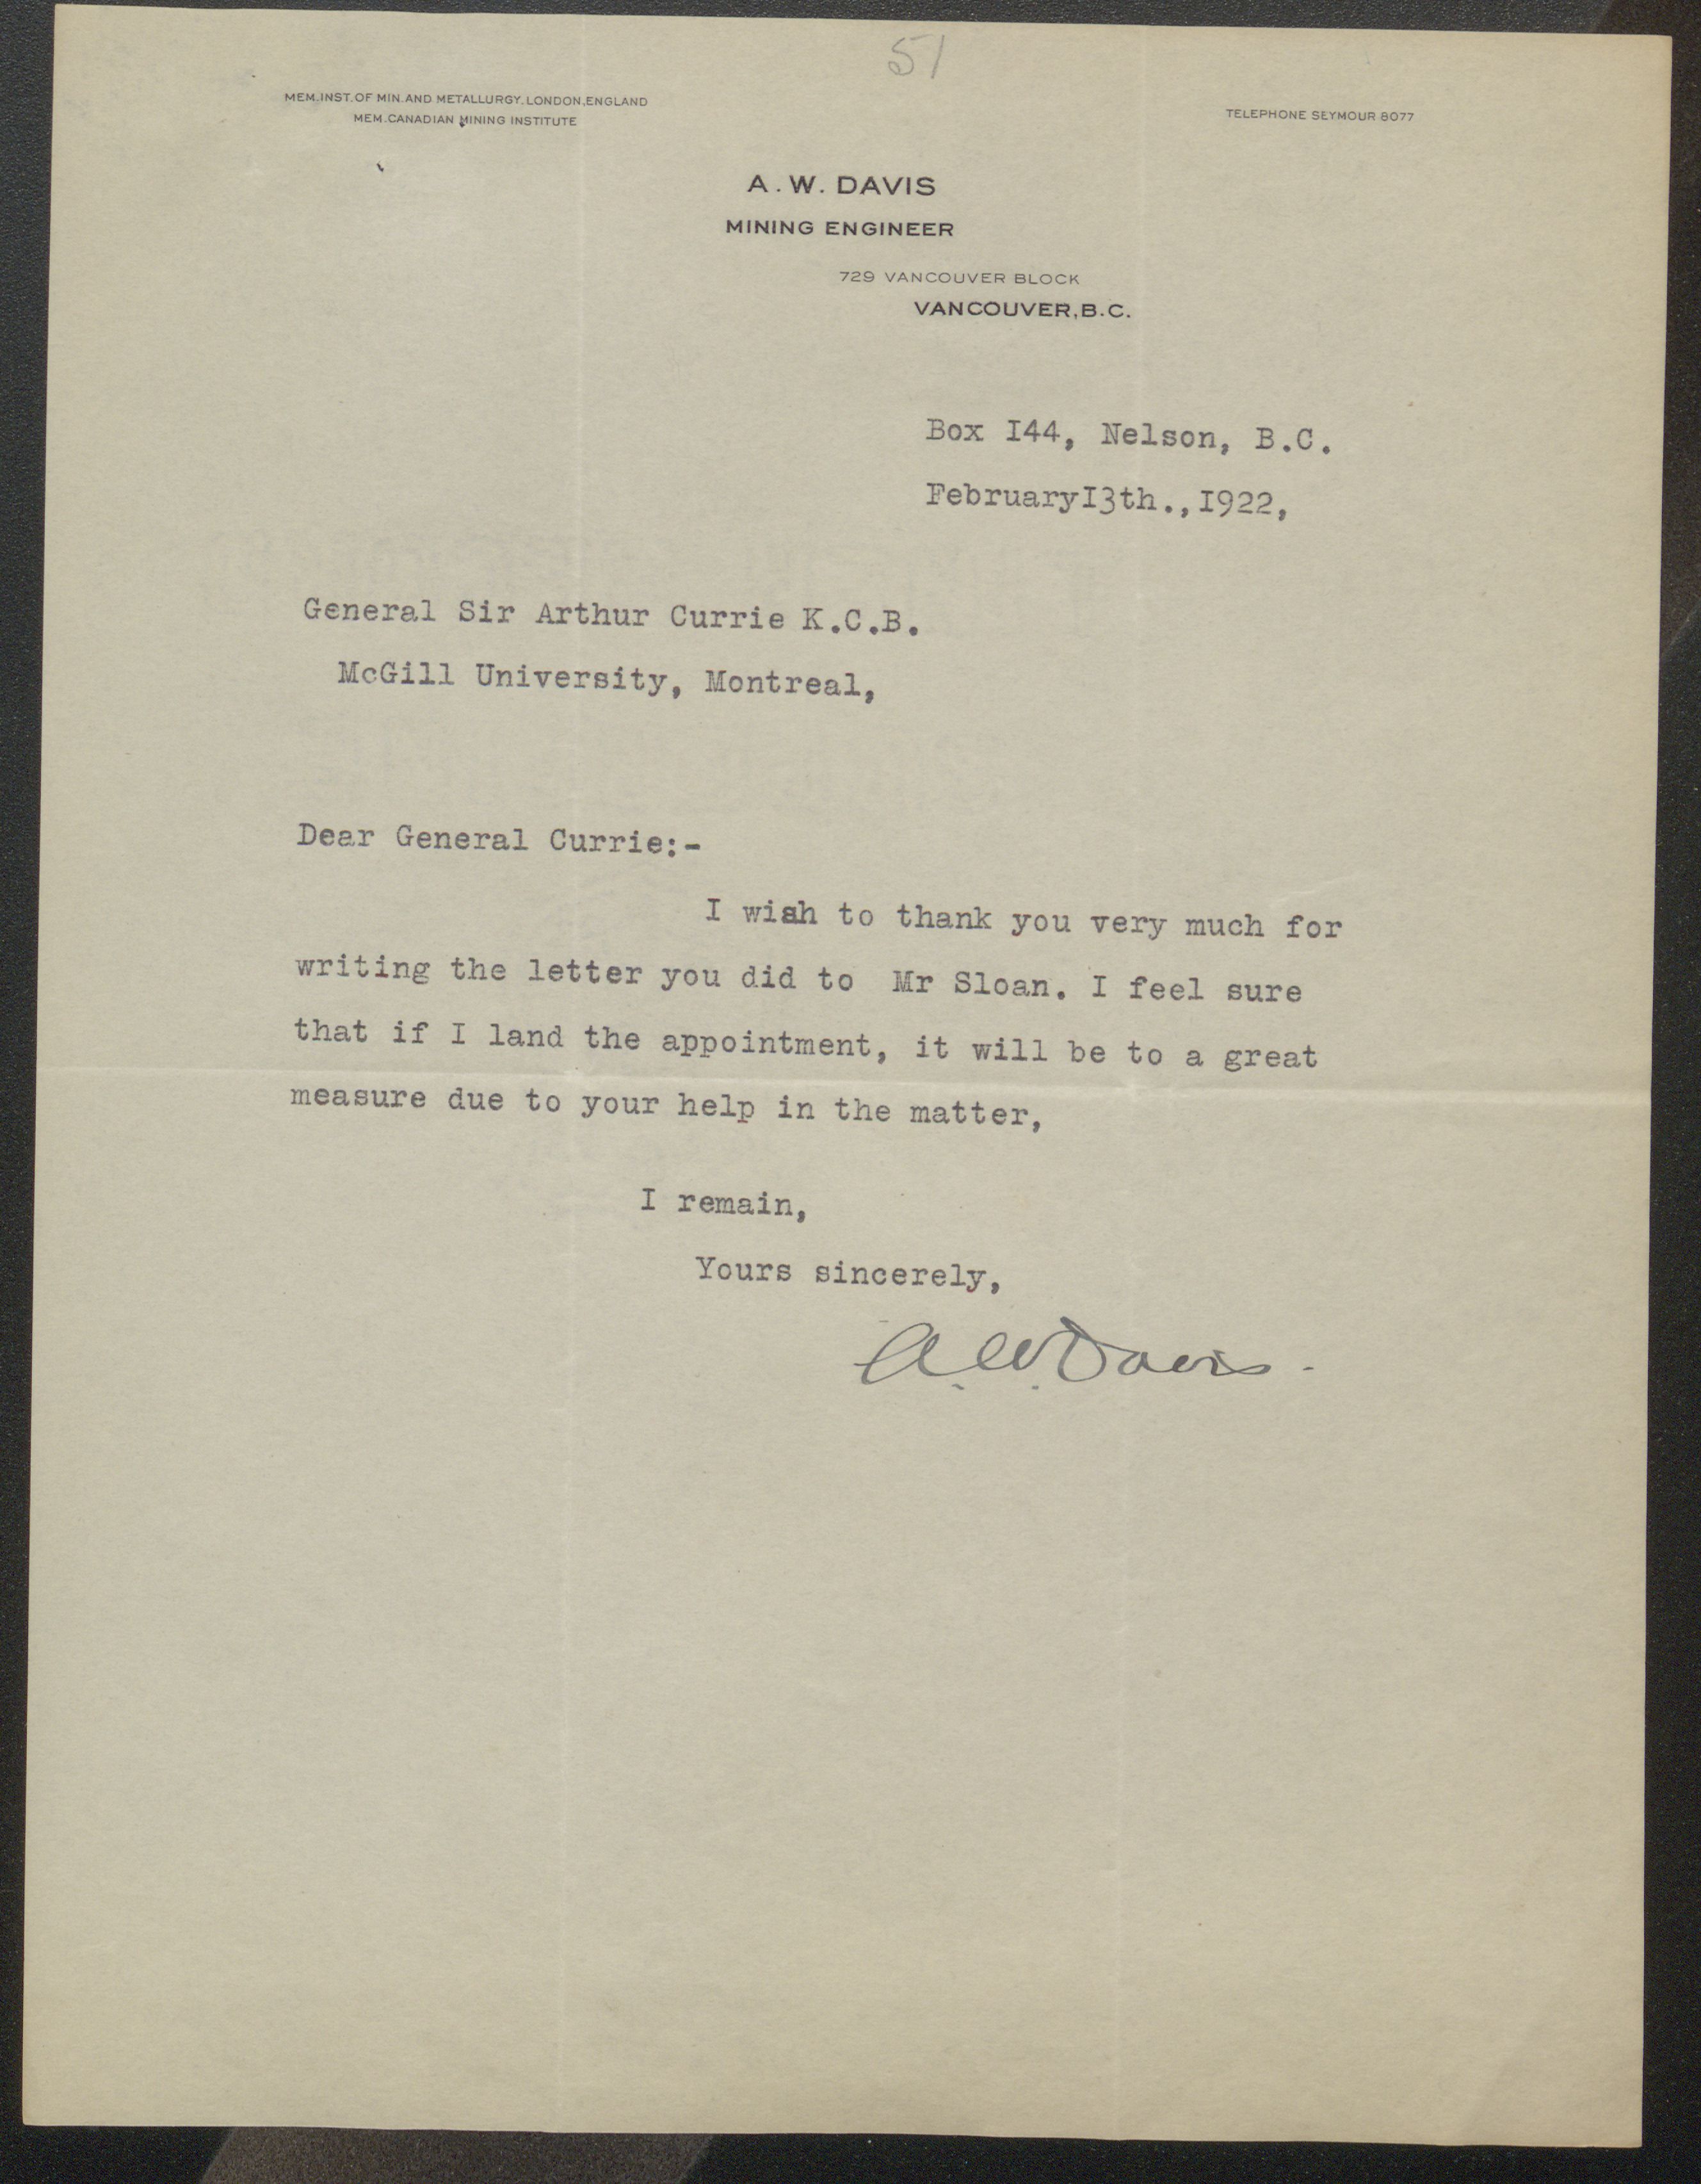 51
MEM.INST.OF MIN.AND METALLURGY.LONDON,ENGLAND
MEM.CANADIAN MINING INSTITUTE
TELEPHONE SEYMOUR 8077
A.W. DAVIS
MINING ENGINEER
729 VANCOUVER BLOCK
VANCOUVER,B.C.
Box I44, Nelson, B.C.
FebruaryI3th.,I922,
General Sir Arthur Currie K.C.B.
McGill University, Montreal,
Dear General Currie:-
I wish to thank you very much for
writing the letter you did to Mr Sloan. I feel sure
that if I land the appointment, it will be to a great
measure due to your help in the matter,
I remain,
Yours sincerely,
A.W.Davis.